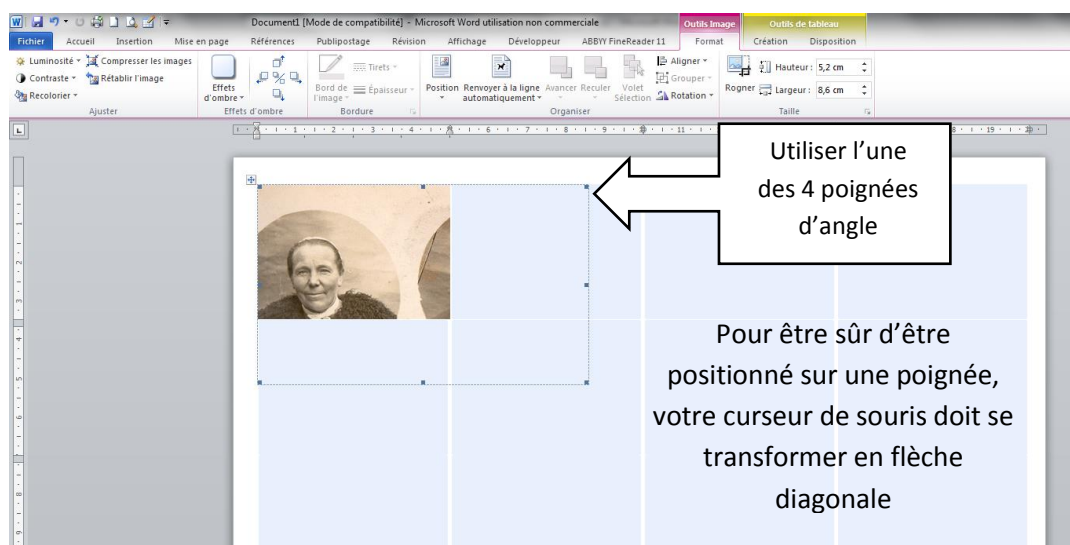 Document1 [Mode de compatibilité] - Microsoft Word utilisation non commerciale
Outils Image
Outils de tableau
Fichier Accueil Insertion Mise en page Références Publipostage Révision Affichage Développeur ABBYY FineReader 11 Format Création Disposition
Luminosité
Contraste
Recolorier
Compresser les images
Rétablir l'image
Ajuster
Effets
d'ombre
Effets d'ombre
Bord de
l'image
Tirets
Épaisseur
Bordure
Position
Renvoyer à la ligne
automatiquement
Avancer
Reculer
Volet
Sélection
Aligner
Grouper
Rotation
Organiser
Rogner
Hauteur : 5,2 cm
Largeur : 8,6 cm
Taille
Utiliser l'une
des 4 poignées
d'angle
Pour être sûr d'être
positionné sur une poignée,
votre curseur de souris doit se
transformer en flèche
diagonale